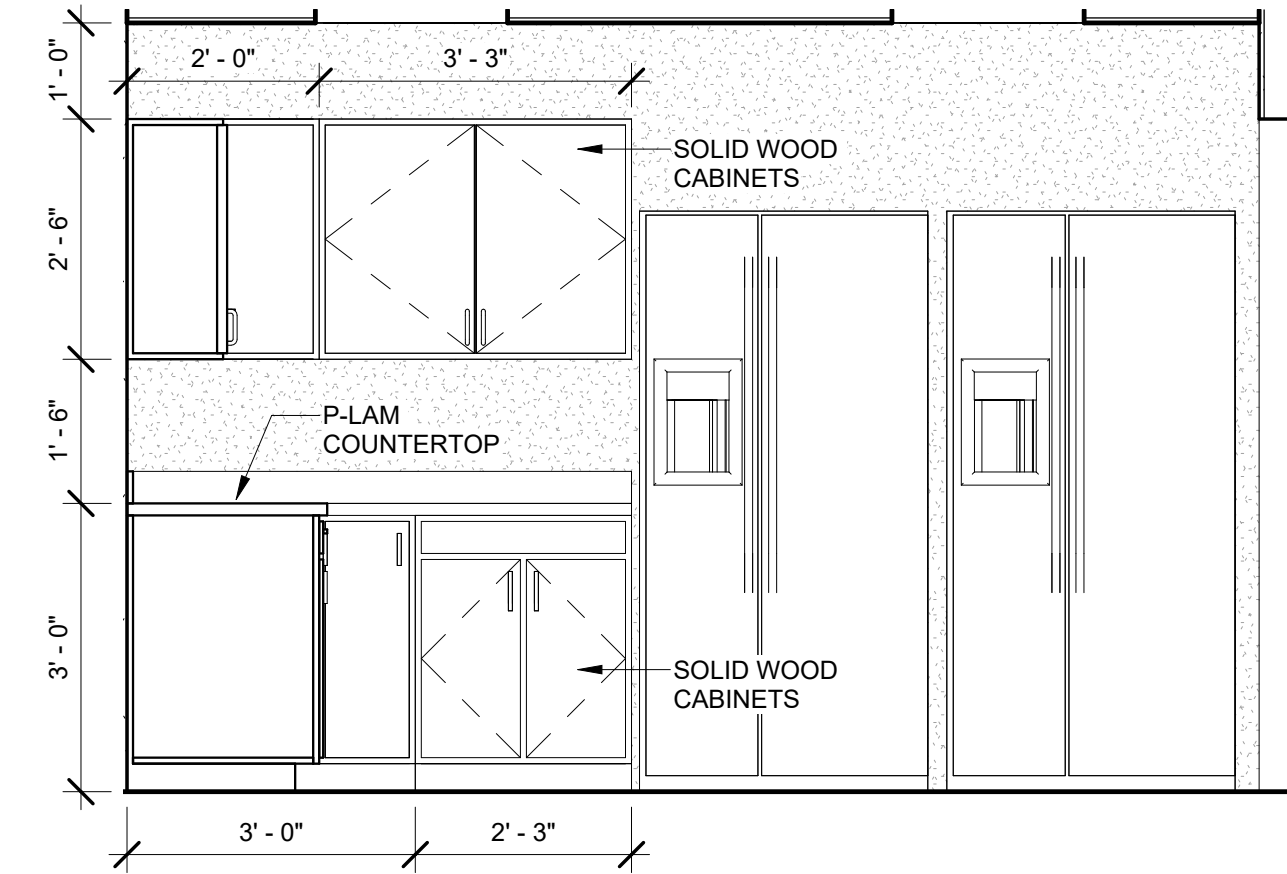 2' - 0"
3' - 3"
1' - 0"
SOLID WOOD
CABINETS
2' - 6"
P-LAM
COUNTERTOP
1' - 6"
3' - 0"
SOLID WOOD
CABINETS
3' - 0"
2' - 3"